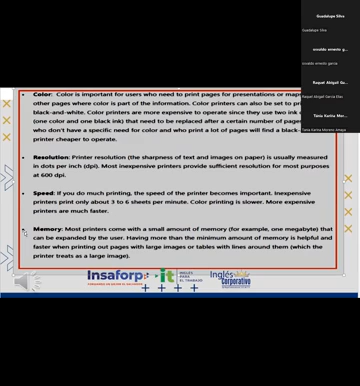 Guadalupe Silva
Guadalupe Silva
osvaldo ernesto g...
osvaldo ernesto garcia
Raquel Abigail Gu...
Raquel Abigail Garcia Elias
Tânia Karina Mor...
Tânia Karina Moreno Amaya
• Color: Color is important for users who need to print pages for presentations or
other pages where color is part of the information. Color printers can also be set to
black-and-white. Color printers are more expensive to operate since they use two ink
(one color and one black ink) that need to be replaced after a certain number of
who don't have a specific need for color and who print a lot of pages will find a
printer cheaper to operate.
• Resolution: Printer resolution (the sharpness of text and images on paper) is usually measured
in dots per inch (dpi). Most inexpensive printers provide sufficient resolution for most purposes
at 600 dpi.
• Speed: If you do much printing, the speed of the printer becomes important. Inexpensive
printers print only about 3 to 6 sheets per minute. Color printing is slower. More expensive
printers are much faster.
• Memory: Most printers come with a small amount of memory (for example, one megabyte) that
can be expanded by the user. Having more than the minimum amount of memory is helpful and
faster when printing out pages with large images or tables with lines around them (which the
printer treats as a large image).
Insaforp
it
INGLÉS
PARA
EL TRABAJO
Inglés
corporativo